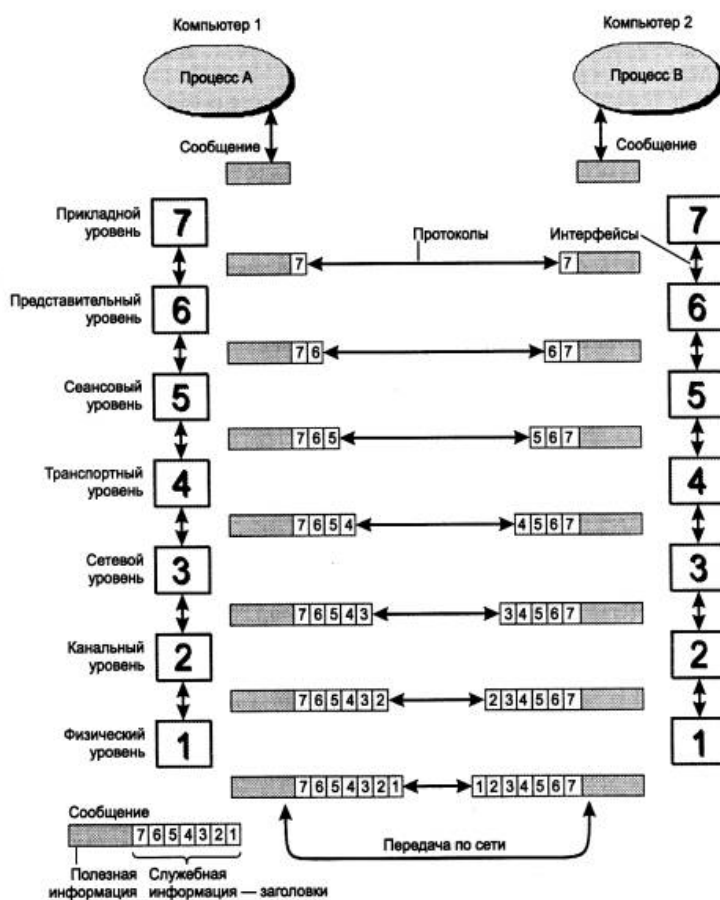 Компьютер 1
Компьютер 2
Процесс A
Процесс B
Сообщение
Сообщение
Прикладной
уровень
7
7
Протоколы
Интерфейсы
7
7
Представительный
уровень
6
6
7 6
6 7
Сеансовый
уровень
5
5
7 6 5
5 6 7
Транспортный
уровень
4
4
7 6 5 4
4 5 6 7
Сетевой
уровень
3
3
7 6 5 4 3
3 4 5 6 7
Канальный
уровень
2
2
7 6 5 4 3 2
2 3 4 5 6 7
Физический
уровень
1
1
7 6 5 4 3 2 1
1 2 3 4 5 6 7
Сообщение
7 6 5 4 3 2 1
Передача по сети
Полезная
информация
Служебная
информация — заголовки